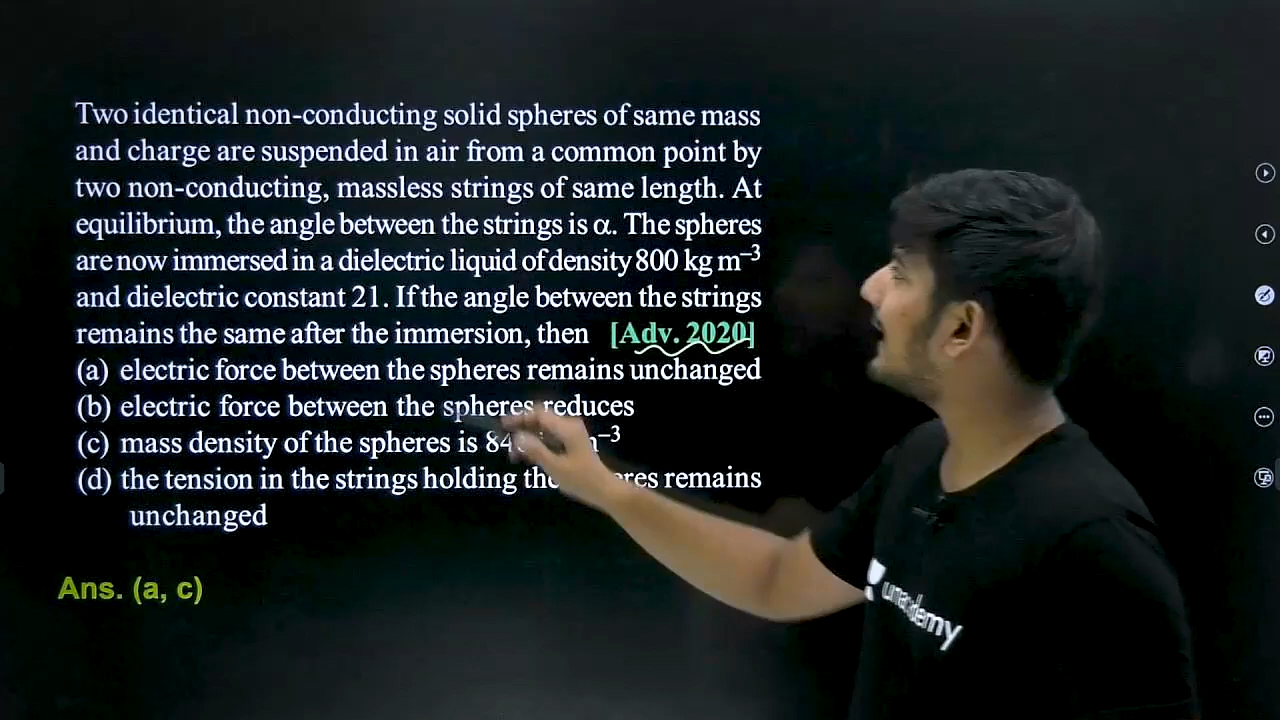 Two identical non-conducting solid spheres of same mass
and charge are suspended in air from a common point by
two non-conducting, massless strings of same length. At
equilibrium, the angle between the strings is α. The spheres
are now immersed in a dielectric liquid of density 800 kg m⁻³
and dielectric constant 21. If the angle between the strings
remains the same after the immersion, then [Adv. 2020]
(a) electric force between the spheres remains unchanged
(b) electric force between the spheres reduces
(c) mass density of the spheres is
(d) the tension in the strings holding remains
unchanged
Ans. (a, c)